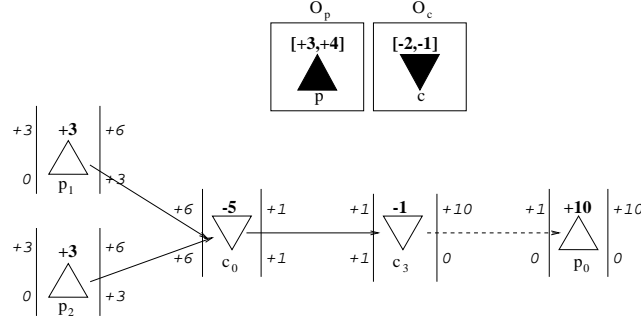 O_p O_c
[+3,+4] [-2,-1]
p c
+3 +3 +6
0 +3
p_1
+6 -5 +1 +1 -1 +10 +1 +10 +10
+6 +1 +1 0 0 0
c_0 c_3 p_0
+3 +3 +6
0 +3
p_2